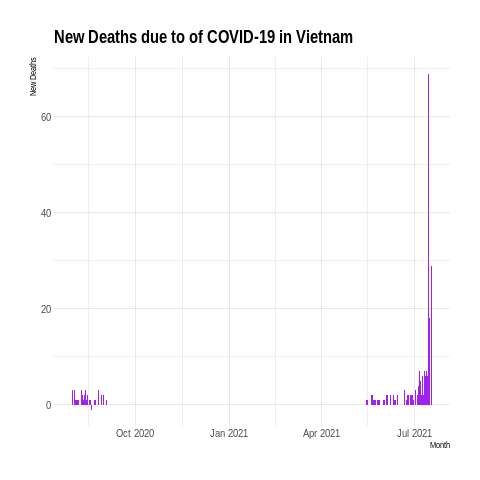 New Deaths due to of COVID-19 in Vietnam
New Deaths
60
40
20
0
Oct 2020 Jan 2021 Apr 2021 Jul 2021
Month